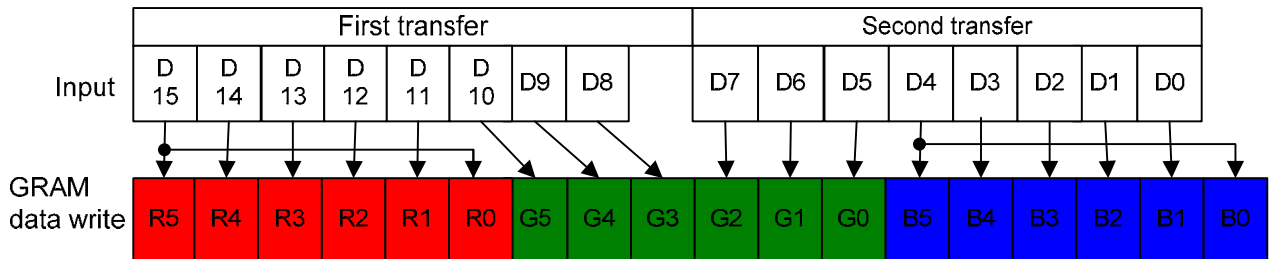 First transfer Second transfer
Input D 15 D 14 D 13 D 12 D 11 D 10 D9 D8 D7 D6 D5 D4 D3 D2 D1 D0
GRAM data write R5 R4 R3 R2 R1 R0 G5 G4 G3 G2 G1 G0 B5 B4 B3 B2 B1 B0